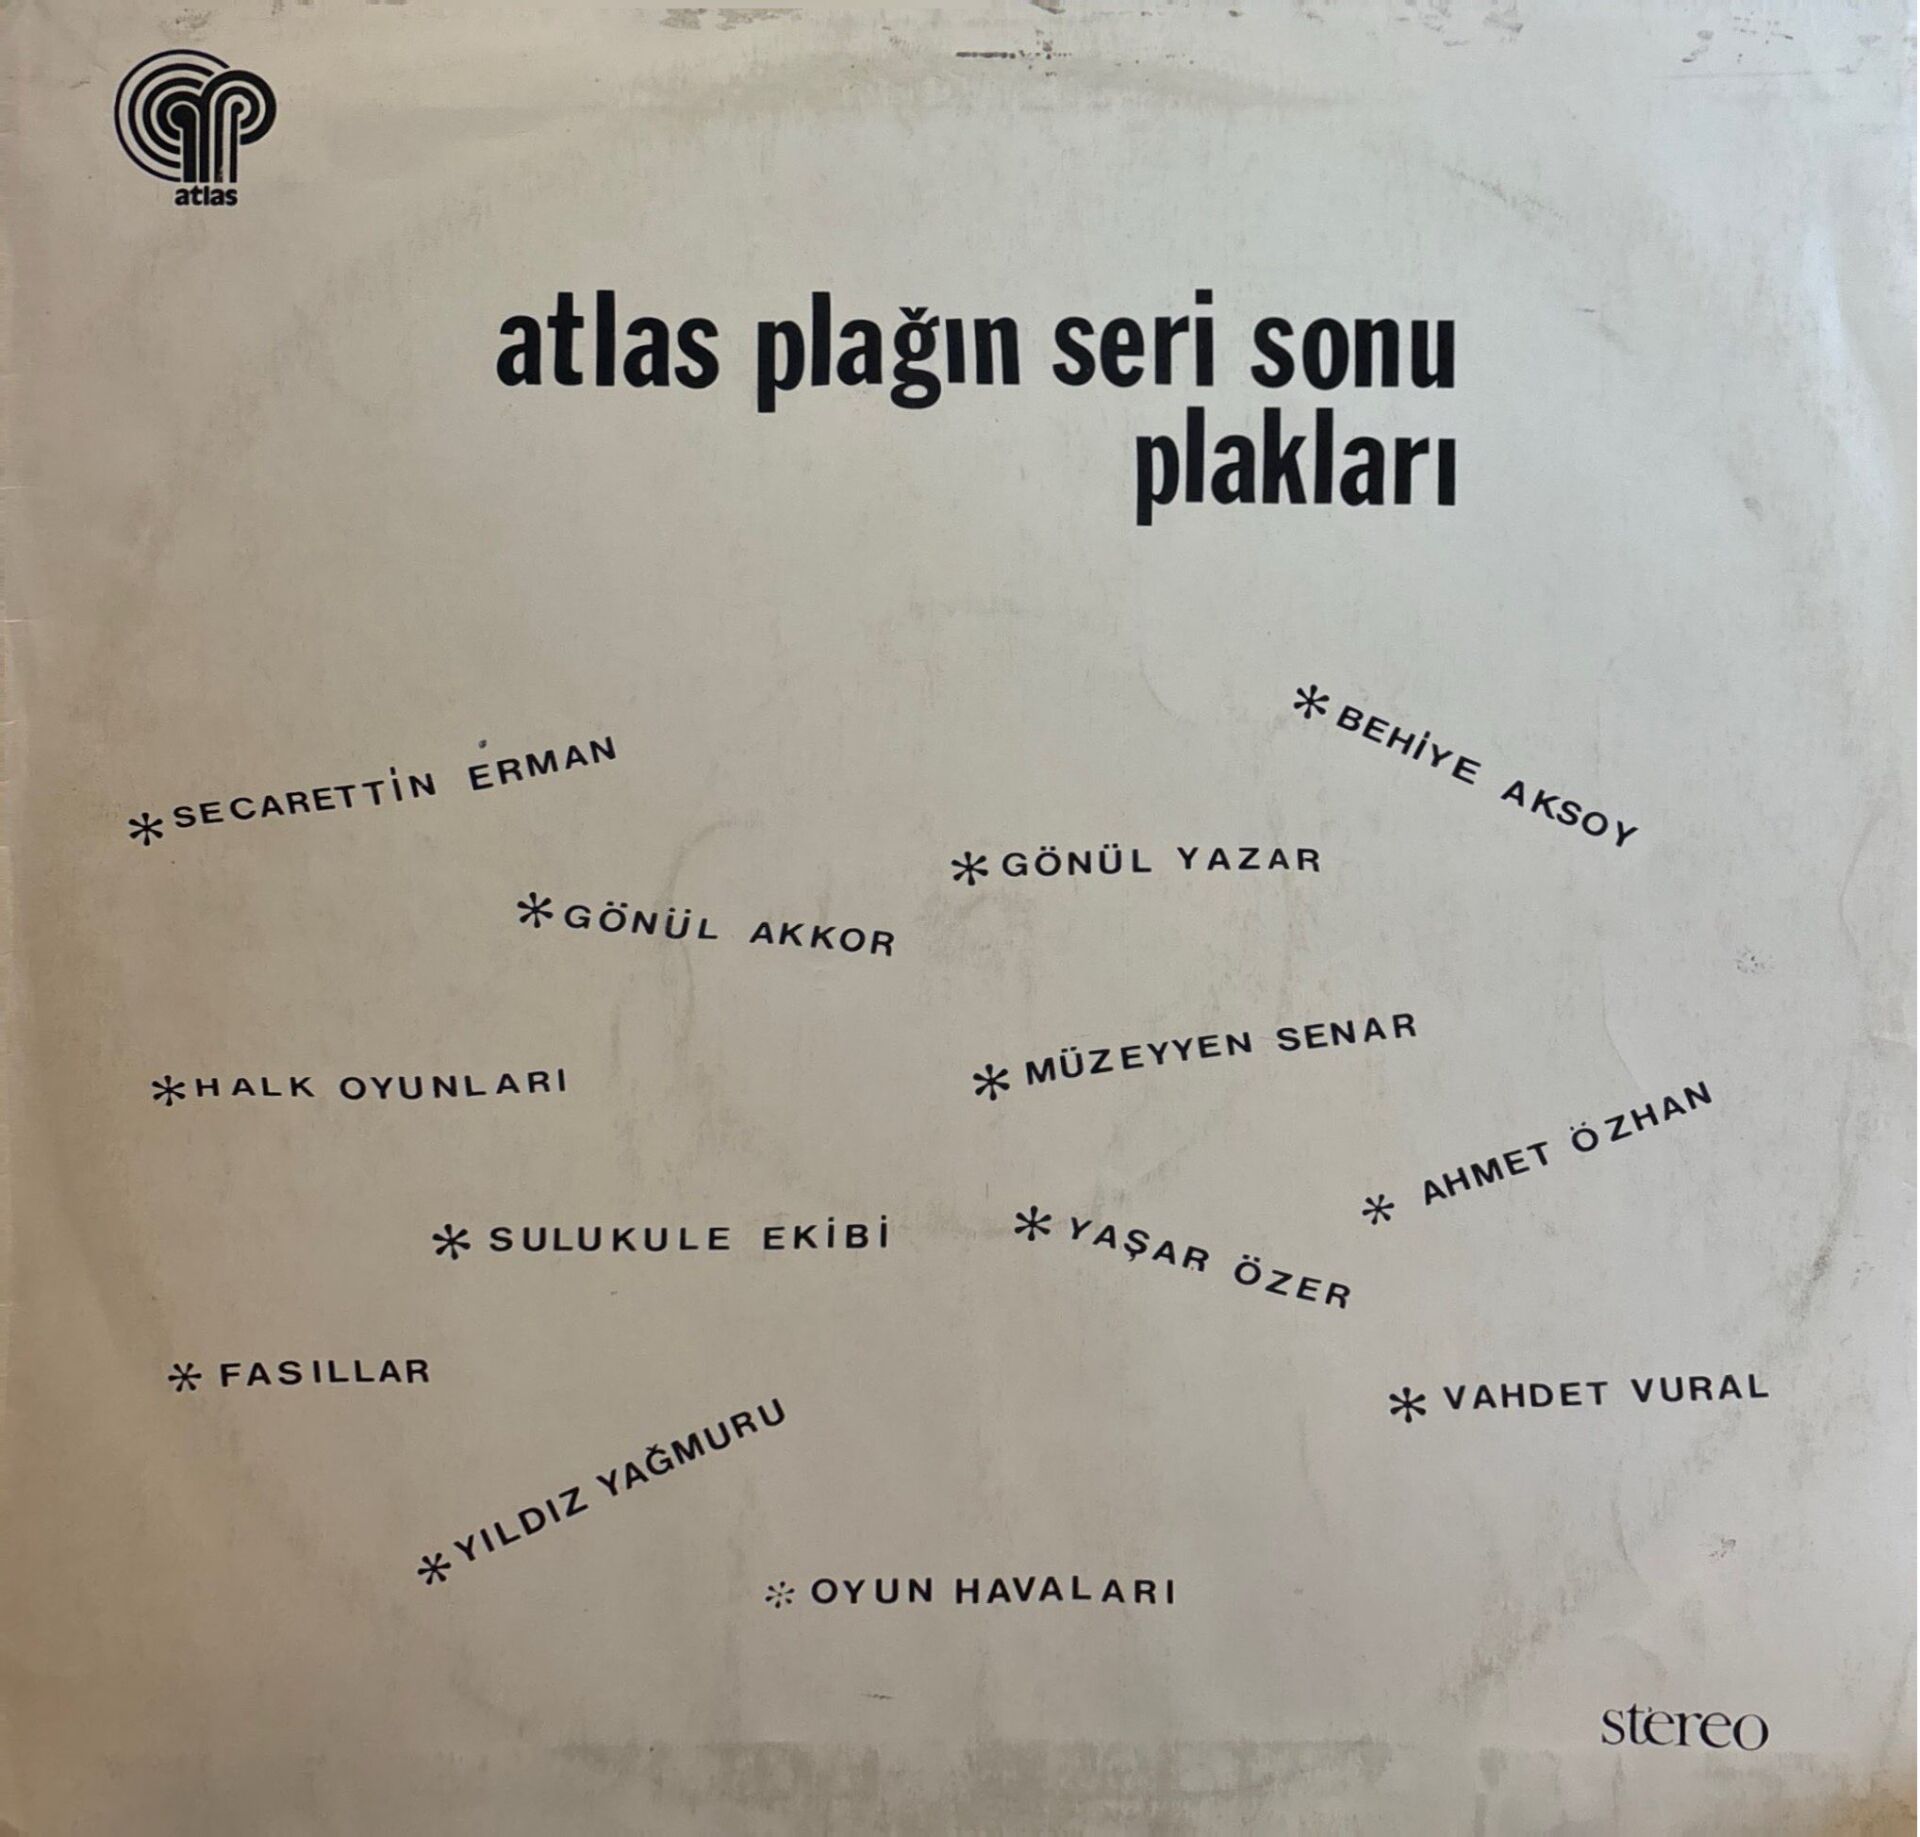 atlas
atlas plağın seri sonu
plakları
* BEHİYE AKSOY
* SECARETTİN ERMAN
* GÖNÜL YAZAR
* GÖNÜL AKKOR
* MÜZEYYEN SENAR
* HALK OYUNLARI
* AHMET ÖZHAN
* SULUKULE EKİBİ
* YAŞAR ÖZER
* FASILLAR
* VAHDET VURAL
* YILDIZ YAĞMURU
* OYUN HAVALARI
stereo